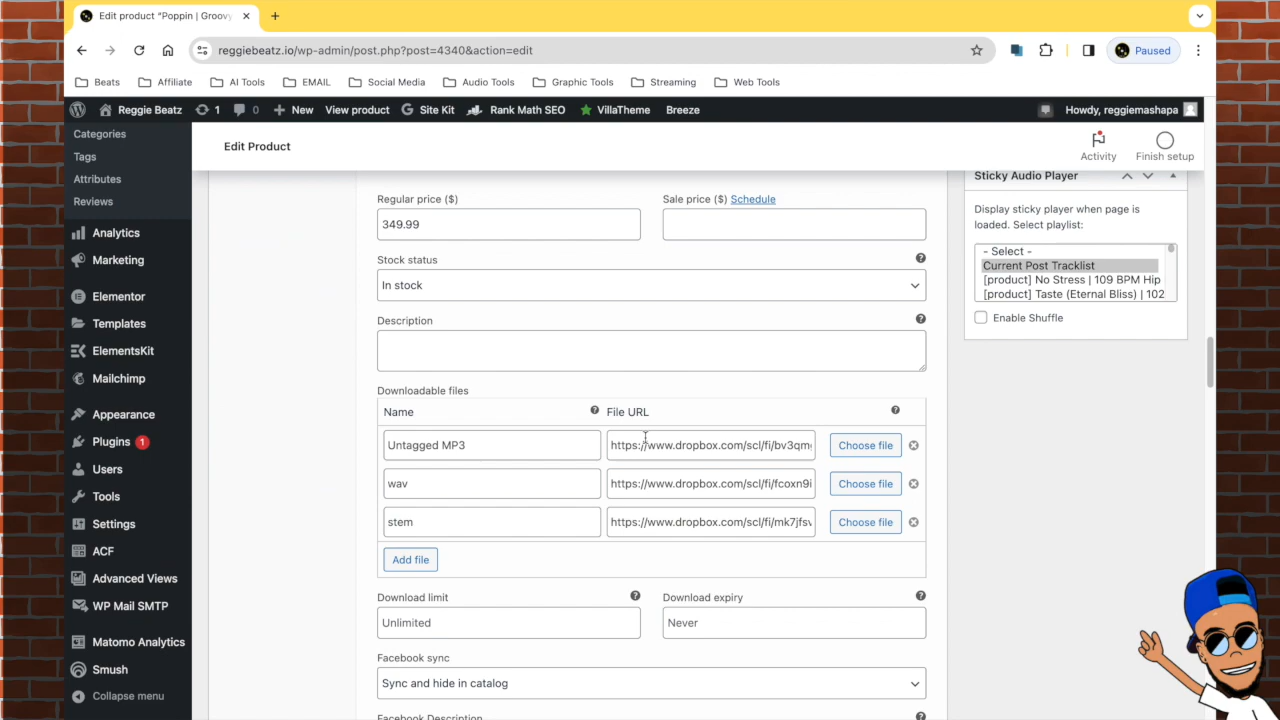 Edit product "Poppin | Groovy
reggiebeatz.io/wp-admin/post.php?post=4340&action=edit
Paused
Beats Affiliate AI Tools EMAIL Social Media Audio Tools Graphic Tools Streaming Web Tools
Reggie Beatz 1 0 New View product Site Kit Rank Math SEO VillaTheme Breeze Howdy, reggiemashapa
Categories
Tags
Attributes
Reviews
Analytics
Marketing
Elementor
Templates
ElementsKit
Mailchimp
Appearance
Plugins 1
Users
Tools
Settings
ACF
Advanced Views
WP Mail SMTP
Matomo Analytics
Smush
Collapse menu
Edit Product
Activity
Finish setup
Regular price ($)
349.99
Sale price ($) Schedule
Stock status
In stock
Description
Downloadable files
Name File URL
Untagged MP3 https://www.dropbox.com/scl/fi/bv3qm Choose file
wav https://www.dropbox.com/scl/fi/fcoxn9i Choose file
stem https://www.dropbox.com/scl/fi/mk7jfsv Choose file
Add file
Download limit
Unlimited
Download expiry
Never
Facebook sync
Sync and hide in catalog
Facebook Description
Sticky Audio Player
Display sticky player when page is
loaded. Select playlist:
- Select -
Current Post Tracklist
[product] No Stress | 109 BPM Hip
[product] Taste (Eternal Bliss) | 102
Enable Shuffle